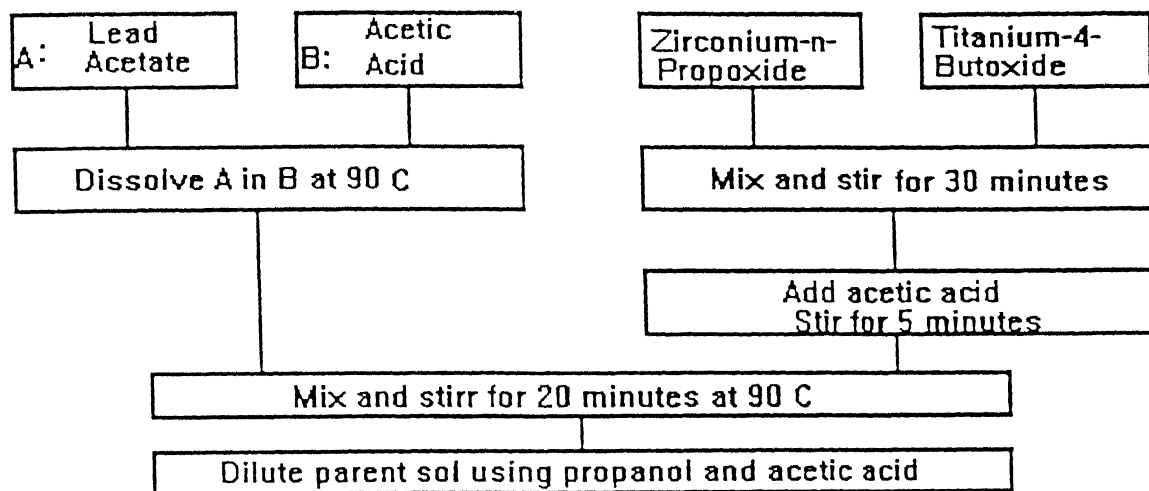 A: Lead
Acetate
B: Acetic
Acid
Zirconium-n-
Propoxide
Titanium-4-
Butoxide
Dissolve A in B at 90 C
Mix and stir for 30 minutes
Add acetic acid
Stir for 5 minutes
Mix and stirr for 20 minutes at 90 C
Dilute parent sol using propanol and acetic acid